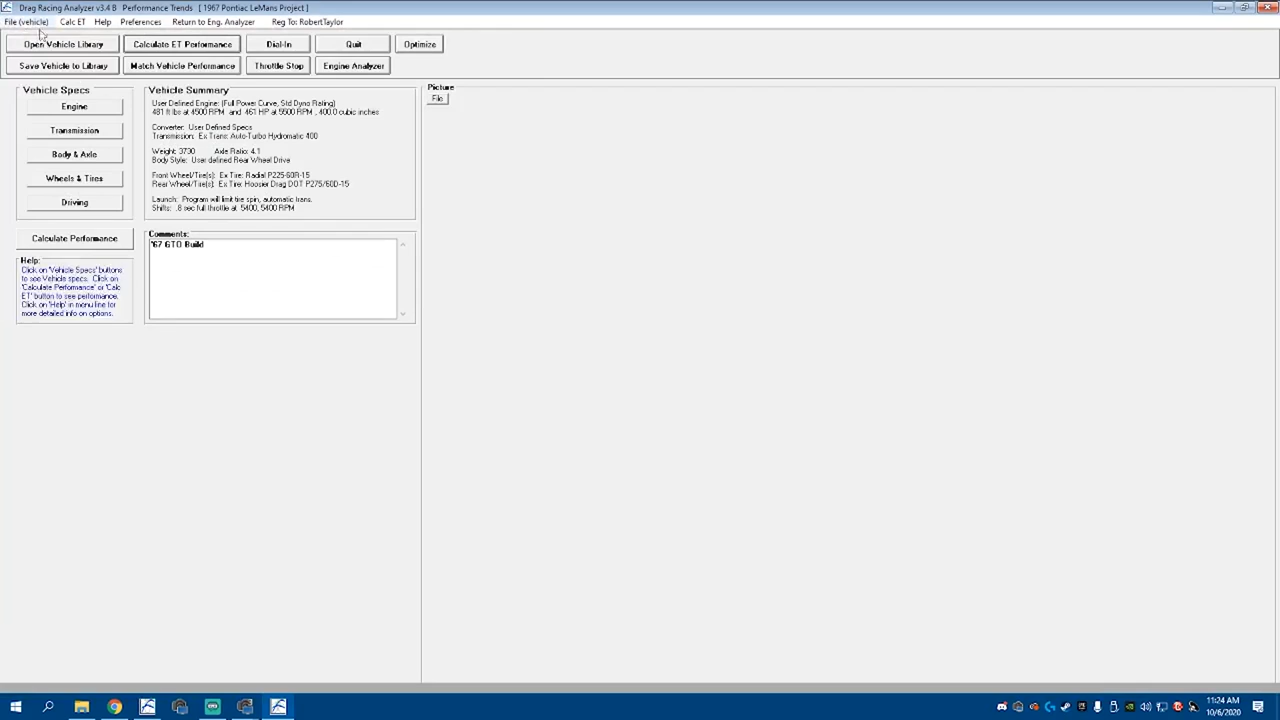 Drag Racing Analyzer v3.4 B   Performance Trends   [ 1967 Pontiac LeMans Project ]
File (vehicle)   Calc ET   Help   Preferences   Return to Eng. Analyzer   Reg To: RobertTaylor
Open Vehicle Library   Calculate ET Performance   Dial-In   Quit   Optimize
Save Vehicle to Library   Match Vehicle Performance   Throttle Stop   Engine Analyzer
Vehicle Specs
Engine
Transmission
Body & Axle
Wheels & Tires
Driving
Calculate Performance
Help:
Click on 'Vehicle Specs' buttons
to see Vehicle specs. Click on
'Calculate Performance' or 'Calc
ET' button to see performance.
Click on 'Help' in menu line for
more detailed info on options.
Vehicle Summary
User Defined Engine: (Full Power Curve, Std Dyno Rating)
481 ft lbs at 4500 RPM  and  461 HP at 5500 RPM , 400.0 cubic inches
Converter:  User Defined Specs
Transmission:  Ex Trans: Auto-Turbo Hydromatic 400
Weight: 3730   Axle Ratio: 4.1
Body Style:  User defined Rear Wheel Drive
Front Wheel/Tire(s):  Ex Tire: Radial P225-60R-15
Rear Wheel/Tire(s):  Ex Tire: Hoosier Drag DOT P275/60D-15
Launch:  Program will limit tire spin, automatic trans.
Shifts:  .8 sec full throttle at  5400, 5400 RPM
Comments:
'67 GTO Build
Picture
File
11:24 AM
10/6/2020